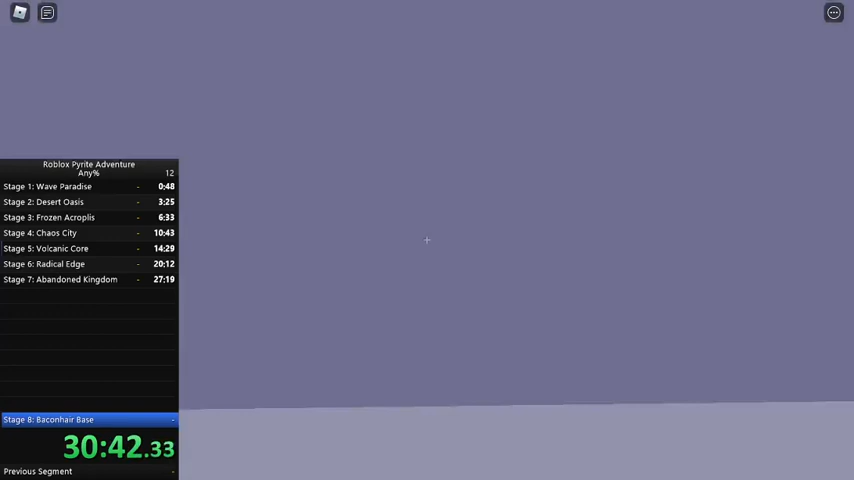 Roblox Pyrite Adventure
Any% 12
Stage 1: Wave Paradise - 0:48
Stage 2: Desert Oasis - 3:25
Stage 3: Frozen Acroplis - 6:33
Stage 4: Chaos City - 10:43
Stage 5: Volcanic Core - 14:29
Stage 6: Radical Edge - 20:12
Stage 7: Abandoned Kingdom - 27:19
Stage 8: Baconhair Base -
30:42.33
Previous Segment -